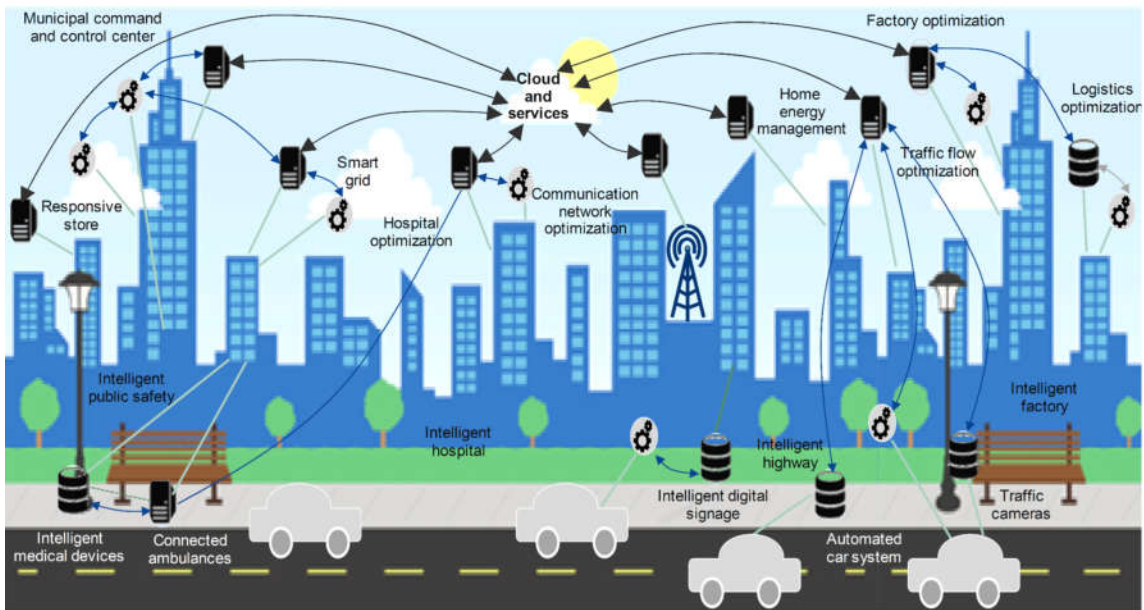 Municipal command
and control center
Factory optimization
Cloud and
services
Home
energy
management
Logistics
optimization
Smart
grid
Traffic flow
optimization
Responsive
store
Hospital
optimization
Communication
network
optimization
Intelligent
public safety
Intelligent
hospital
Intelligent
highway
Intelligent
factory
Intelligent digital
signage
Traffic
cameras
Intelligent
medical devices
Connected
ambulances
Automated
car system